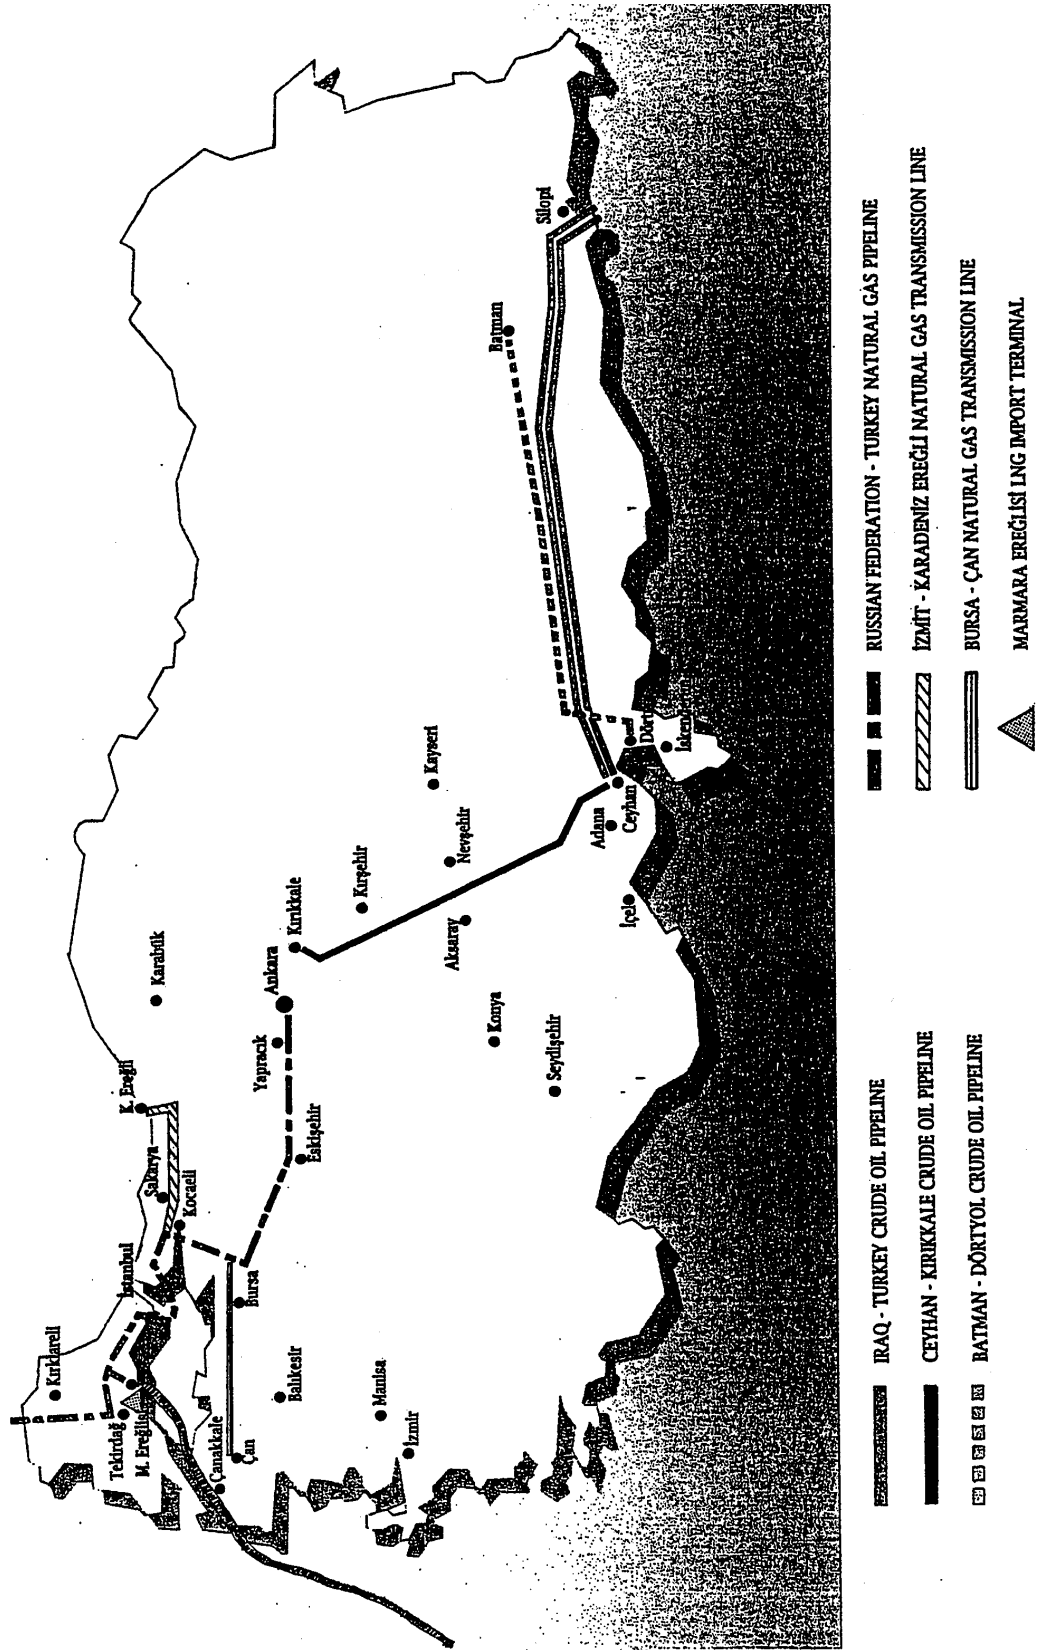 Kırklareli
İstanbul
Tekirdağ
M. Ereğlisi
Sakarya
Kocaeli
K. Ereğli
Karabük
Çanakkale
Çan
Bursa
Balıkesir
Manisa
İzmir
Eskişehir
Yapracık
Ankara
Kırıkkale
Kırşehir
Kayseri
Nevşehir
Aksaray
Konya
Seydişehir
Adana
Ceyhan
İçel
Dört
İskend
Batman
Silopi
IRAQ - TURKEY CRUDE OIL PIPELINE
CEYHAN - KIRIKKALE CRUDE OIL PIPELINE
BATMAN - DÖRTYOL CRUDE OIL PIPELINE
RUSSIAN FEDERATION - TURKEY NATURAL GAS PIPELINE
İZMİT - KARADENİZ EREĞLİ NATURAL GAS TRANSMISSION LINE
BURSA - ÇAN NATURAL GAS TRANSMISSION LINE
MARMARA EREĞLİSİ LNG IMPORT TERMINAL